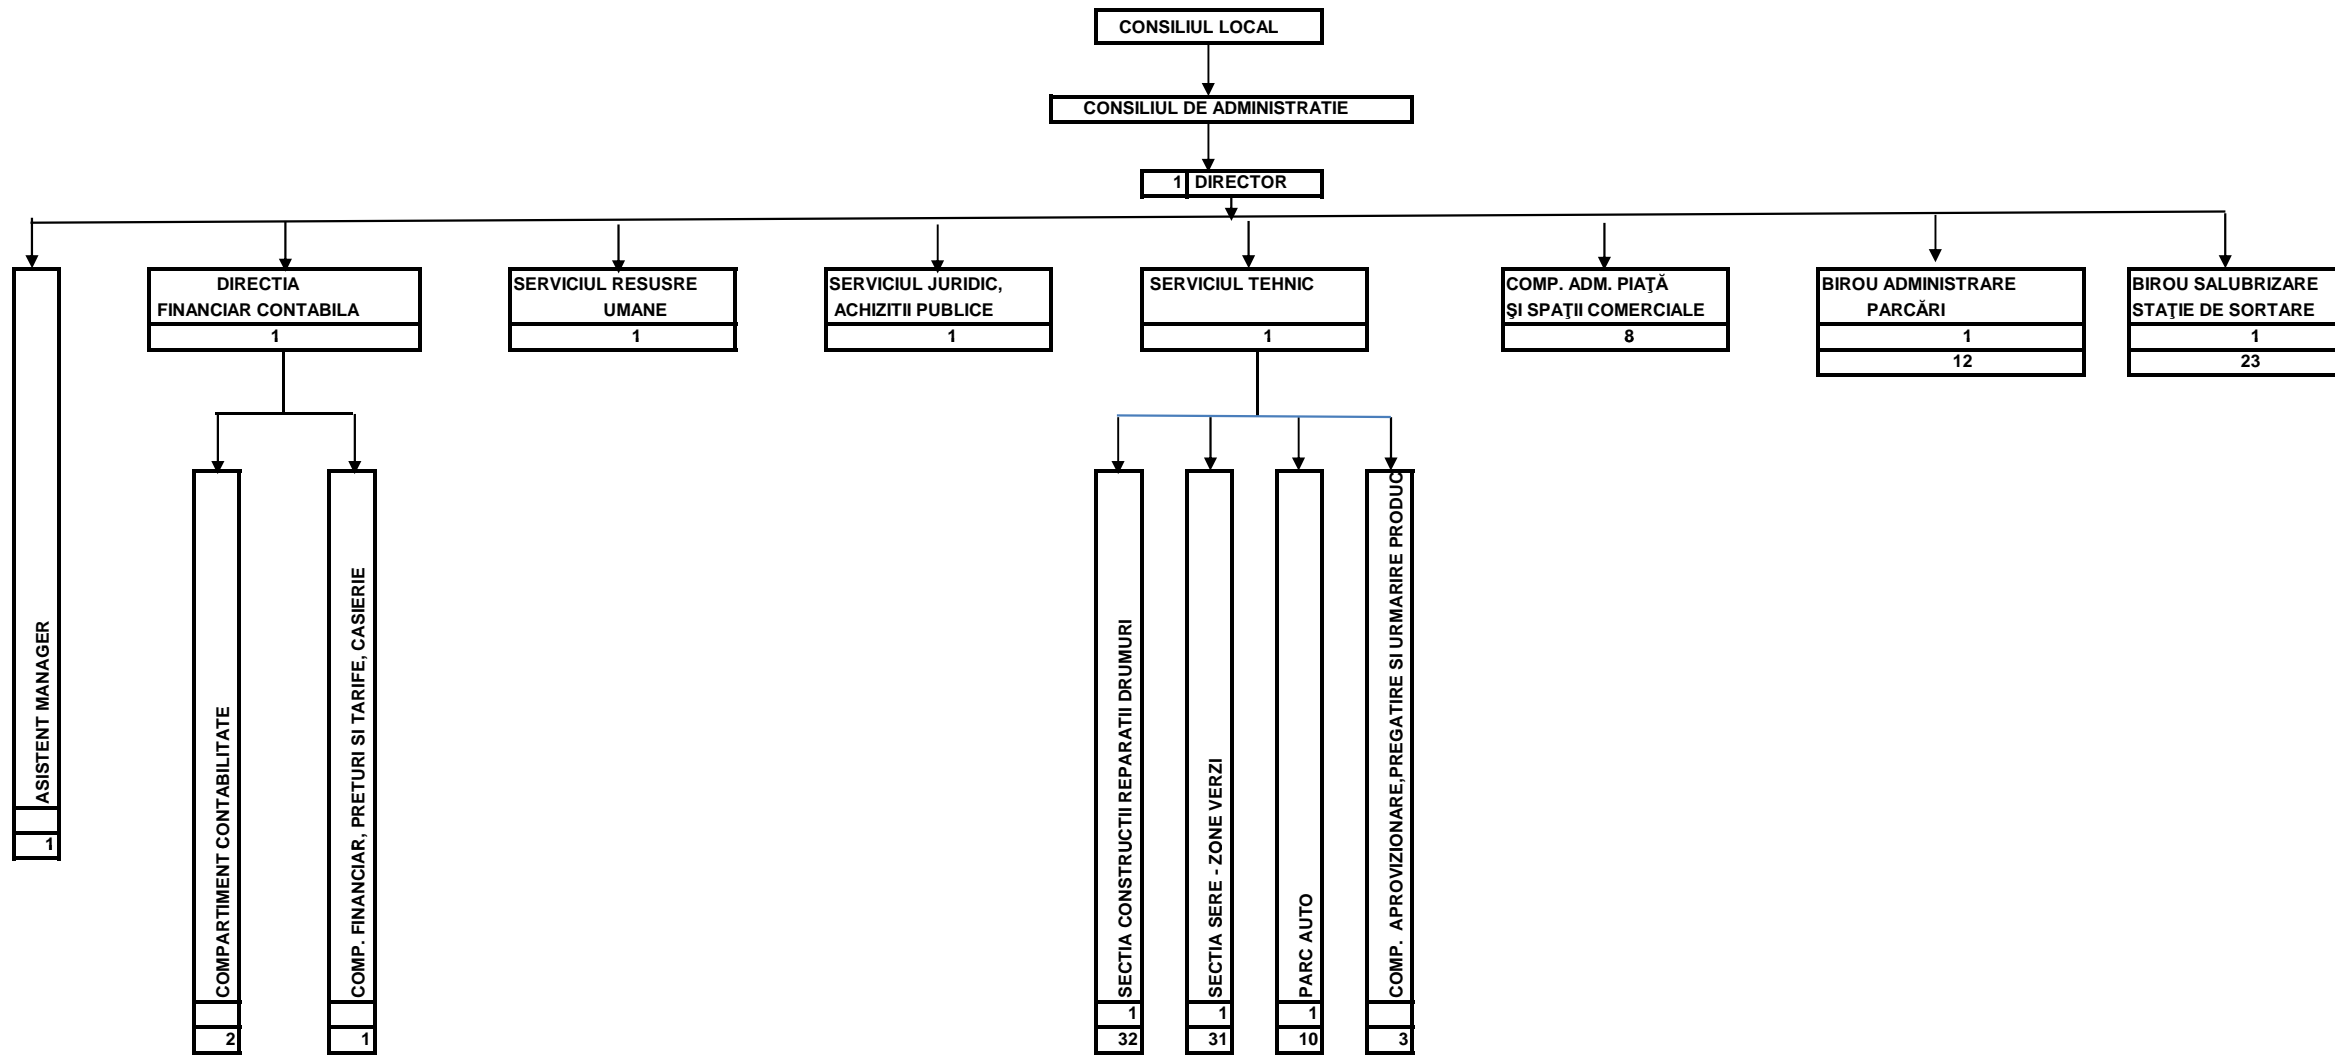 CONSILIUL LOCAL
CONSILIUL DE ADMINISTRATIE
1 DIRECTOR
ASISTENT MANAGER
1
DIRECTIA
FINANCIAR CONTABILA
1
SERVICIUL RESUSRE
UMANE
1
SERVICIUL JURIDIC,
ACHIZITII PUBLICE
1
SERVICIUL TEHNIC
1
COMP. ADM. PIAŢĂ
ŞI SPAŢII COMERCIALE
8
BIROU ADMINISTRARE
PARCĂRI
1
12
BIROU SALUBRIZARE
STAŢIE DE SORTARE
1
23
COMPARTIMENT CONTABILITATE
2
COMP. FINANCIAR, PRETURI SI TARIFE, CASIERIE
1
SECTIA CONSTRUCTII REPARATII DRUMURI
1
32
SECTIA SERE - ZONE VERZI
1
31
PARC AUTO
1
10
COMP. APROVIZIONARE,PREGATIRE SI URMARIRE PRODUC
3